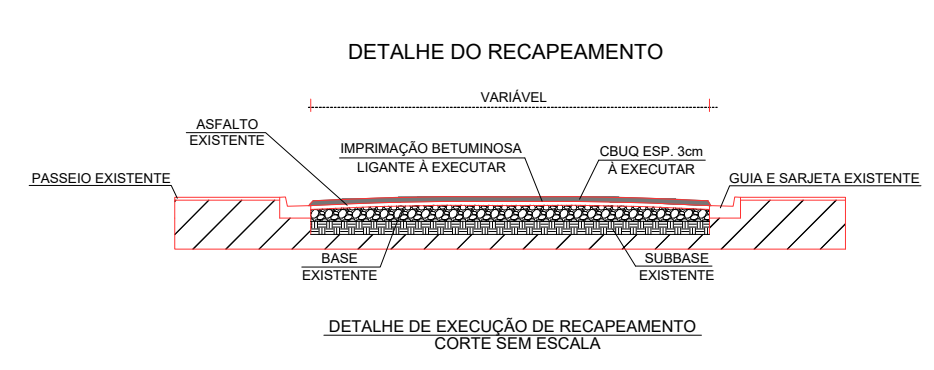 DETALHE DO RECAPEAMENTO
VARIÁVEL
ASFALTO
EXISTENTE
IMPRIMAÇÃO BETUMINOSA
LIGANTE À EXECUTAR
CBUQ ESP. 3cm
À EXECUTAR
PASSEIO EXISTENTE
GUIA E SARJETA EXISTENTE
BASE
EXISTENTE
SUBBASE
EXISTENTE
DETALHE DE EXECUÇÃO DE RECAPEAMENTO
CORTE SEM ESCALA